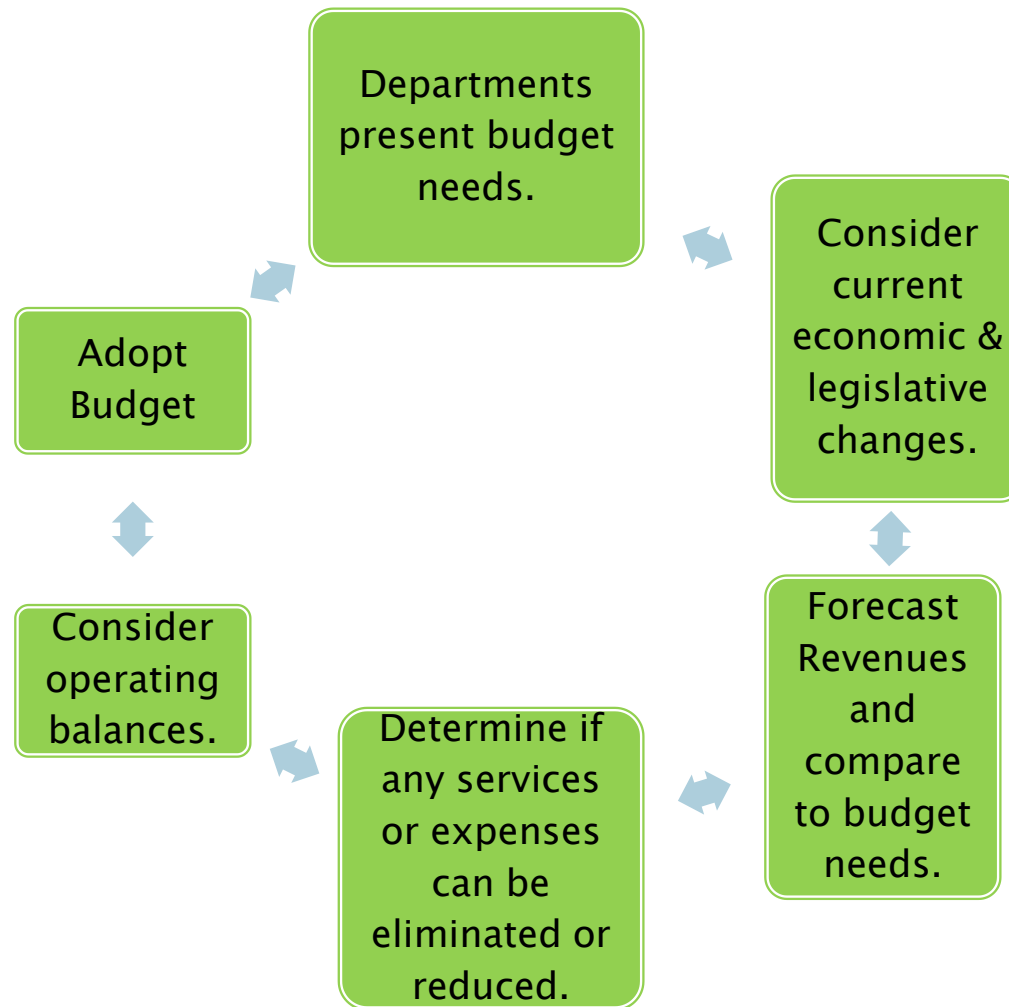 Departments
present budget
needs.
Consider
current
economic &
legislative
changes.
Forecast
Revenues
and
compare
to budget
needs.
Determine if
any services
or expenses
can be
eliminated or
reduced.
Consider
operating
balances.
Adopt
Budget